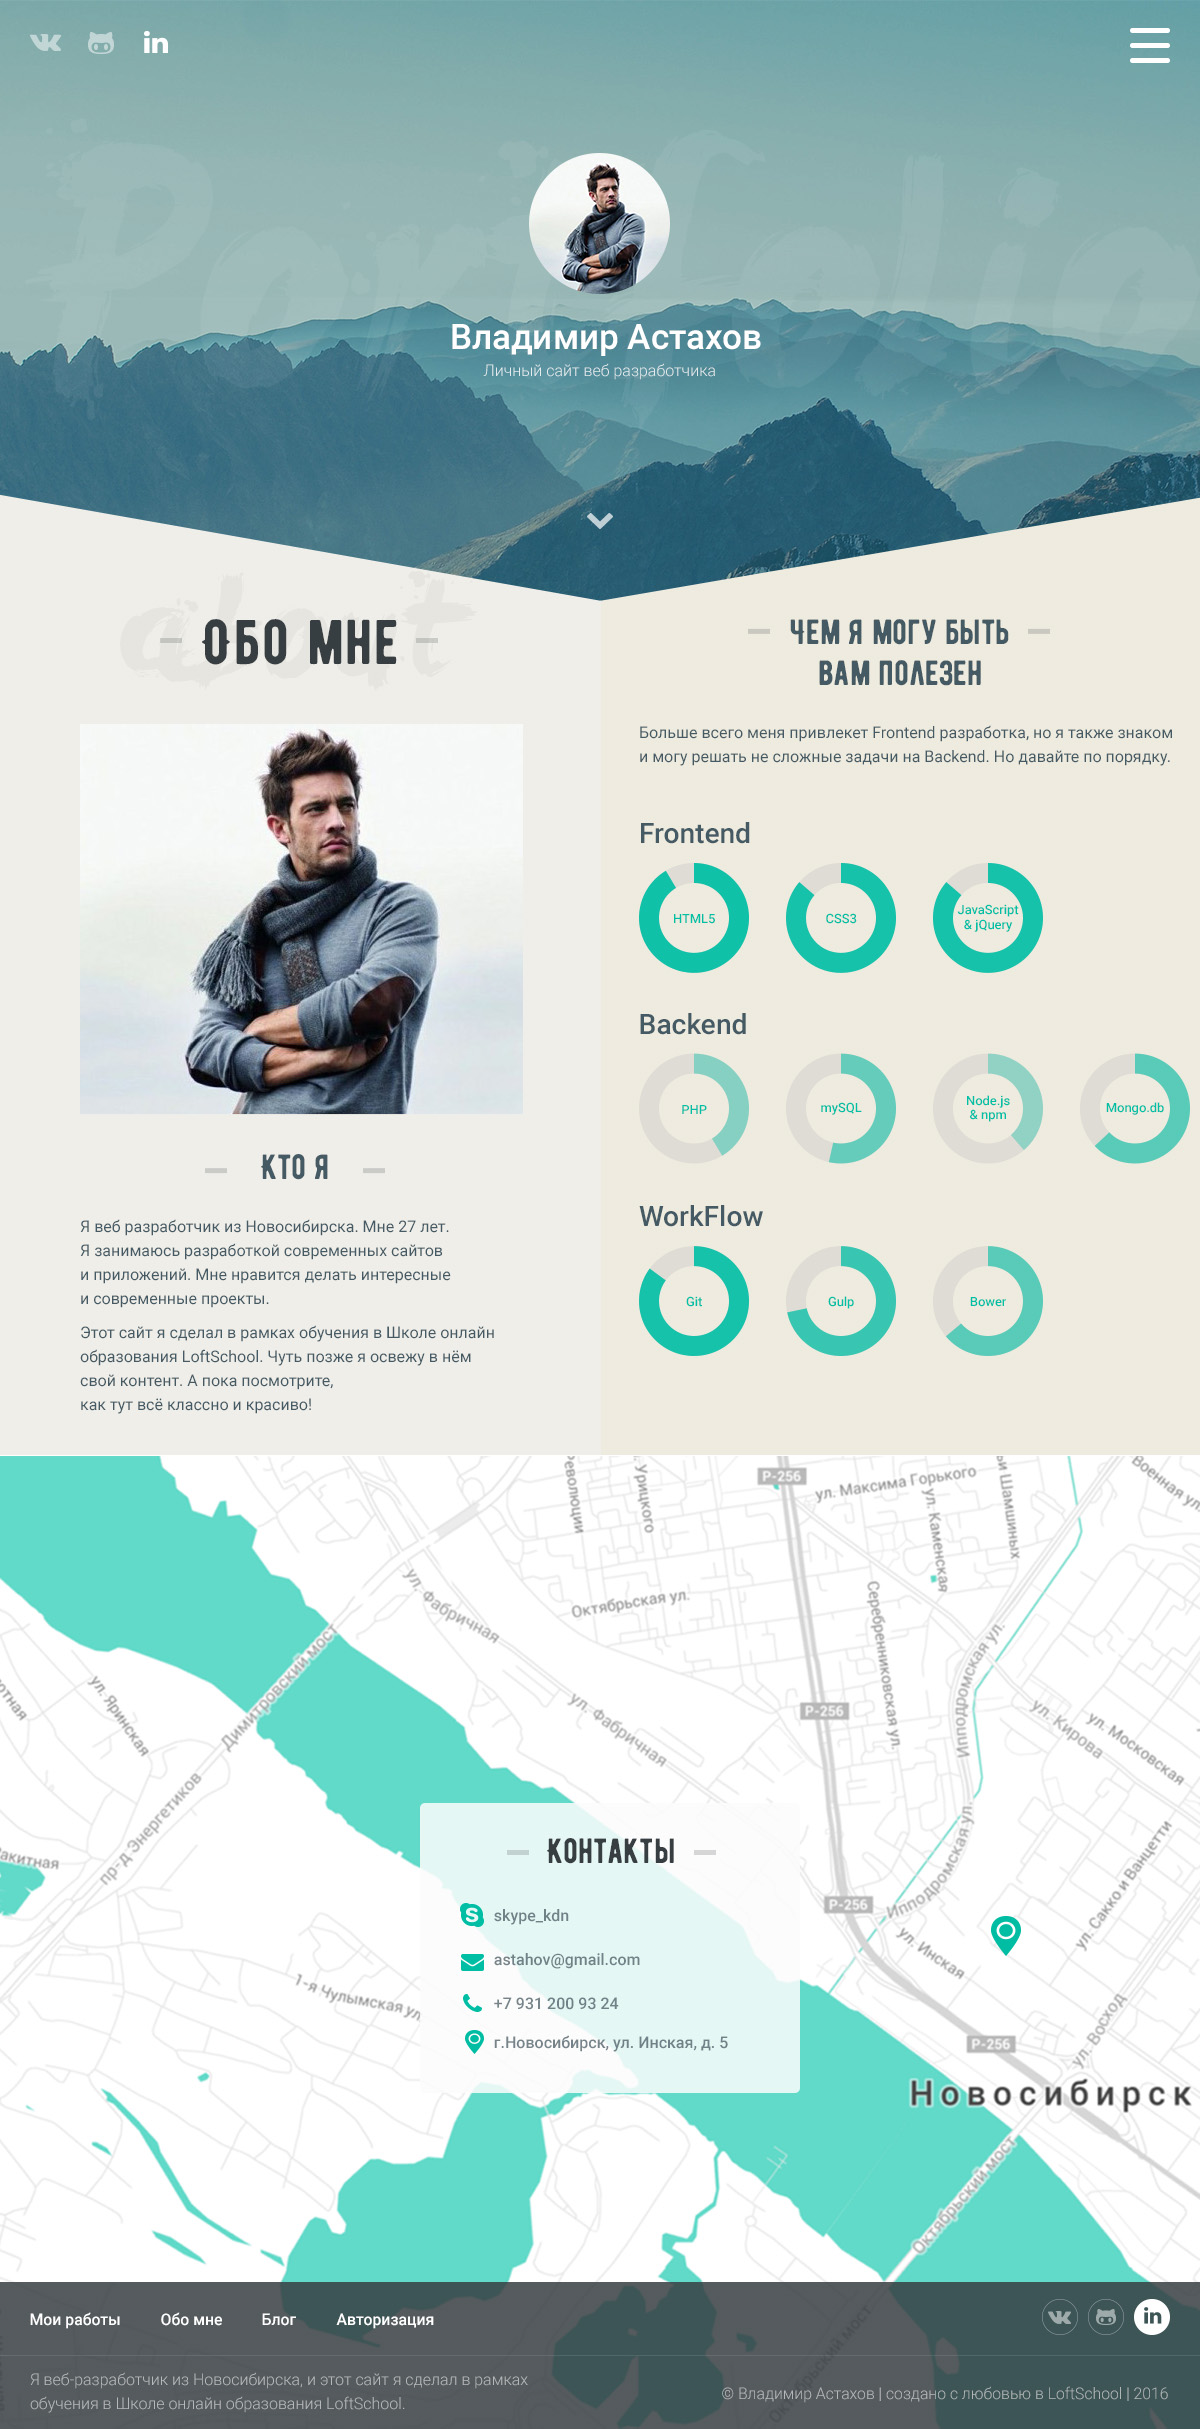 in
Portfolio
Владимир Астахов
Личный сайт веб разработчика
about
Обо мне
Чем я могу быть
вам полезен
Больше всего меня привлекет Frontend разработка, но я также знаком
и могу решать не сложные задачи на Backend. Но давайте по порядку.
Frontend
HTML5
CSS3
JavaScript
& jQuery
Backend
PHP
mySQL
Node.js
& npm
Mongo.db
WorkFlow
Git
Gulp
Bower
Кто я
Я веб разработчик из Новосибирска. Мне 27 лет.
Я занимаюсь разработкой современных сайтов
и приложений. Мне нравится делать интересные
и современные проекты.
Этот сайт я сделал в рамках обучения в Школе онлайн
образования LoftSchool. Чуть позже я освежу в нём
свой контент. А пока посмотрите,
как тут всё классно и красиво!
Революции
Урицкого
Р-256
ул. Максима Горького
ул. Каменская
Шамшиных
Военная ул.
ул. Фабричная
Октябрьская ул.
Серебренниковская ул.
Ипподромская ул.
ул. Яринская
Димитровский мост
ул. Фабричная
Р-256
ул. Кирова
ул. Московская
пр-д Энергетиков
Ипподромская ул.
ул. Сакко и Ванцетти
Р-256
ул. Инская
1-я Чулымская ул.
Р-256
ул. Восход
Новосибирск
Октябрьский мост
Контакты
skype_kdn
astahov@gmail.com
+7 931 200 93 24
г.Новосибирск, ул. Инская, д. 5
Мои работы
Обо мне
Блог
Авторизация
in
Я веб-разработчик из Новосибирска, и этот сайт я сделал в рамках
обучения в Школе онлайн образования LoftSchool.
© Владимир Астахов | создано с любовью в LoftSchool | 2016